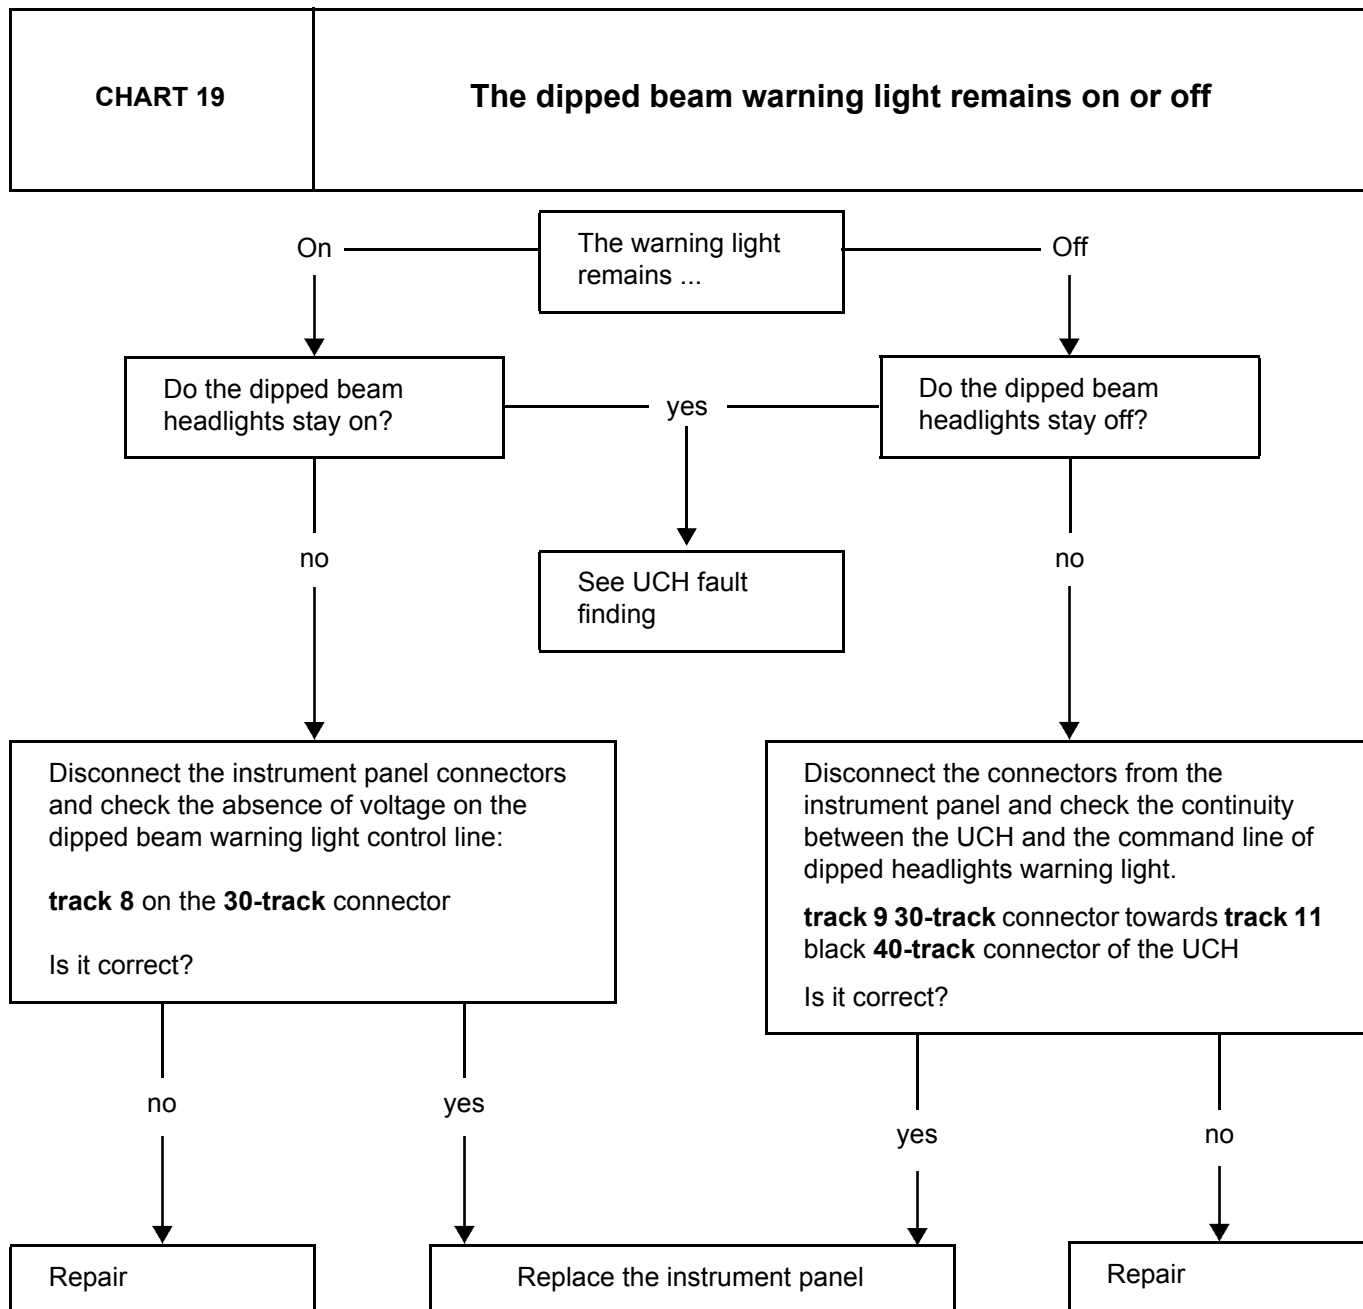 CHART 19
The dipped beam warning light remains on or off
On
The warning light
remains ...
Off
Do the dipped beam
headlights stay on?
yes
Do the dipped beam
headlights stay off?
no
See UCH fault
finding
no
Disconnect the instrument panel connectors
and check the absence of voltage on the
dipped beam warning light control line:
track 8 on the 30-track connector
Is it correct?
Disconnect the connectors from the
instrument panel and check the continuity
between the UCH and the command line of
dipped headlights warning light.
track 9 30-track connector towards track 11
black 40-track connector of the UCH
Is it correct?
no
yes
yes
no
Repair
Replace the instrument panel
Repair